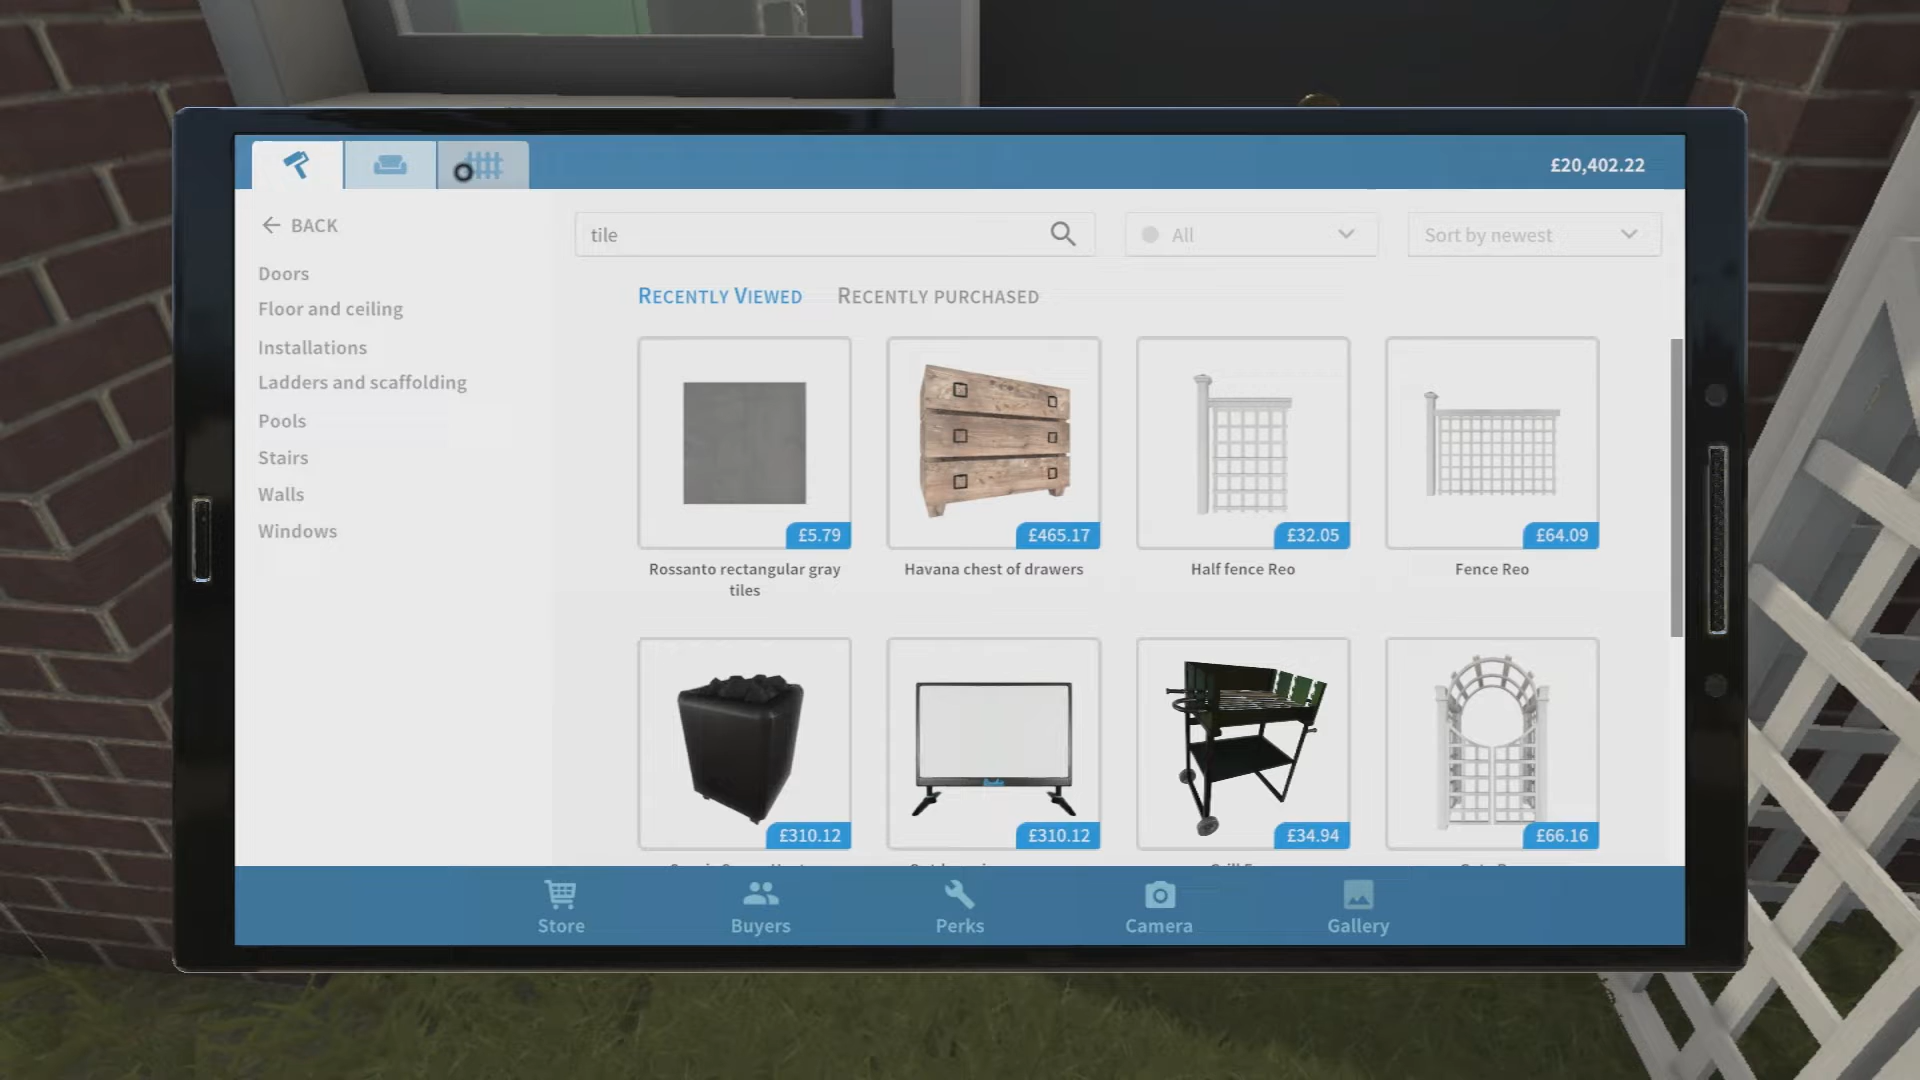 £20,402.22
BACK
tile
All
Sort by newest
Doors
Floor and ceiling
Installations
Ladders and scaffolding
Pools
Stairs
Walls
Windows
RECENTLY VIEWED
RECENTLY PURCHASED
£5.79
£465.17
£32.05
£64.09
Rossanto rectangular gray
tiles
Havana chest of drawers
Half fence Reo
Fence Reo
£310.12
£310.12
£34.94
£66.16
Store
Buyers
Perks
Camera
Gallery